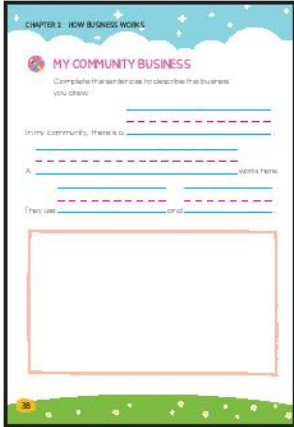 CHAPTER 2 HOW BUSINESS WORKS
MY COMMUNITY BUSINESS
Complete the sentences to describe the business
you drew.
In my community, there is a .
A works here.
They use and .
38